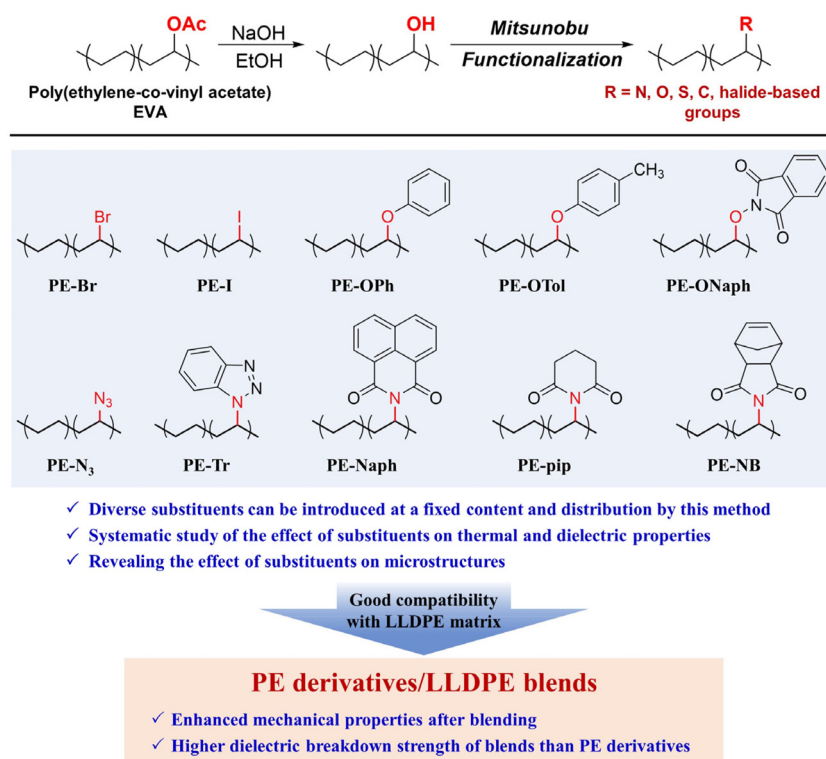 OAc
NaOH
EtOH
OH
Mitsunobu
Functionalization
R
Poly(ethylene-co-vinyl acetate)
EVA
R = N, O, S, C, halide-based
groups
Br
PE-Br
I
PE-I
O
PE-OPh
CH₃
O
PE-OTol
O
N
O
O
PE-ONaph
N₃
PE-N₃
N
N
N
PE-Tr
O
N
O
PE-Naph
O
N
O
PE-pip
O
N
O
PE-NB
✓ Diverse substituents can be introduced at a fixed content and distribution by this method
✓ Systematic study of the effect of substituents on thermal and dielectric properties
✓ Revealing the effect of substituents on microstructures
Good compatibility
with LLDPE matrix
PE derivatives/LLDPE blends
✓ Enhanced mechanical properties after blending
✓ Higher dielectric breakdown strength of blends than PE derivatives